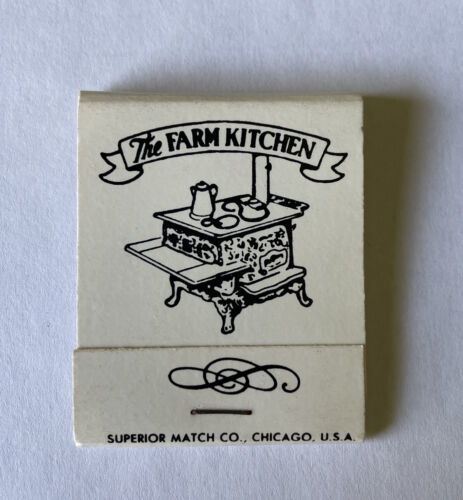 The FARM KITCHEN
SUPERIOR MATCH CO., CHICAGO, U.S.A.